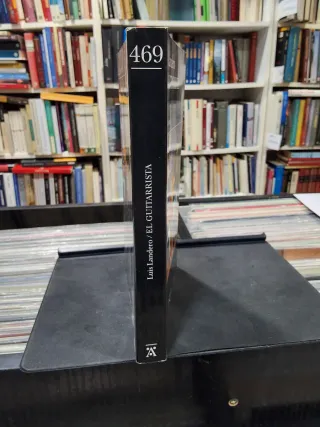 469
Luis Landero / EL GUITARRISTA